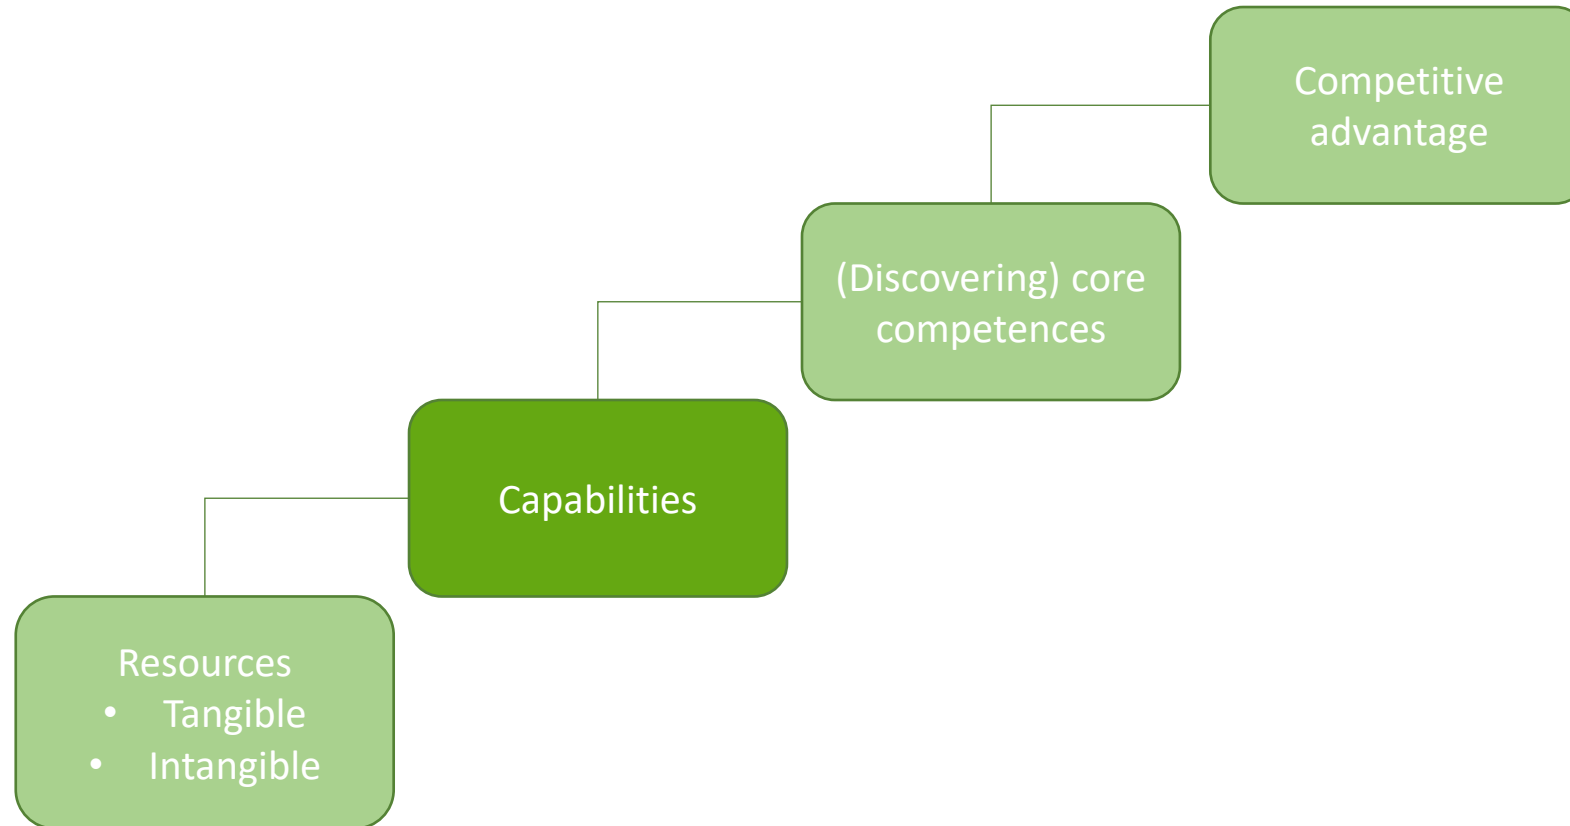 Competitive
advantage
(Discovering) core
competences
Capabilities
Resources
• Tangible
• Intangible